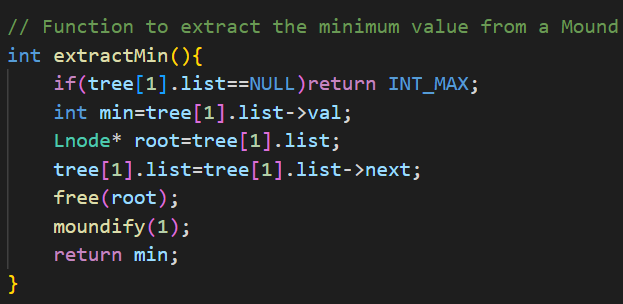 // Function to extract the minimum value from a Mound
int extractMin(){
    if(tree[1].list==NULL)return INT_MAX;
    int min=tree[1].list->val;
    Lnode* root=tree[1].list;
    tree[1].list=tree[1].list->next;
    free(root);
    moundify(1);
    return min;
}